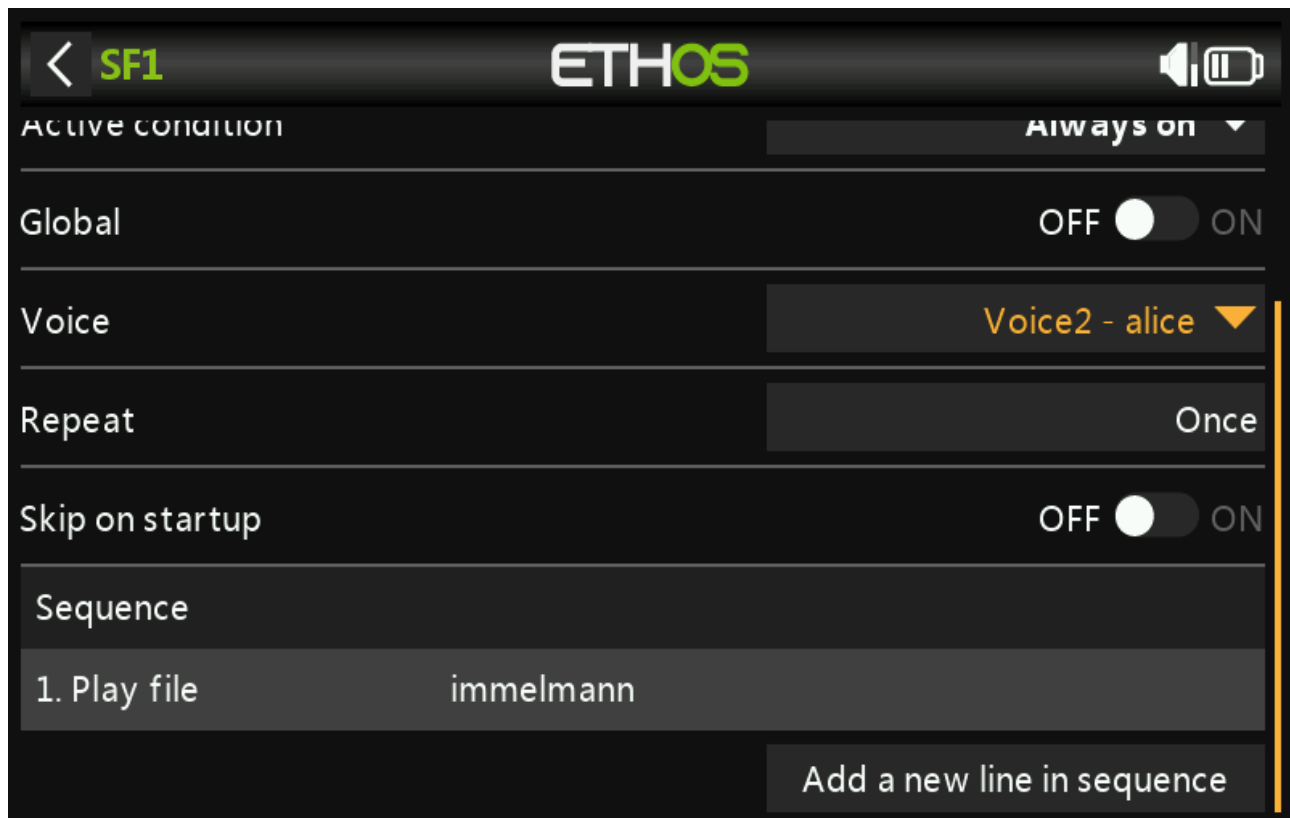 SF1 ETHOS
Active condition Always on
Global OFF ON
Voice Voice2 - alice
Repeat Once
Skip on startup OFF ON
Sequence
1. Play file immelmann
Add a new line in sequence